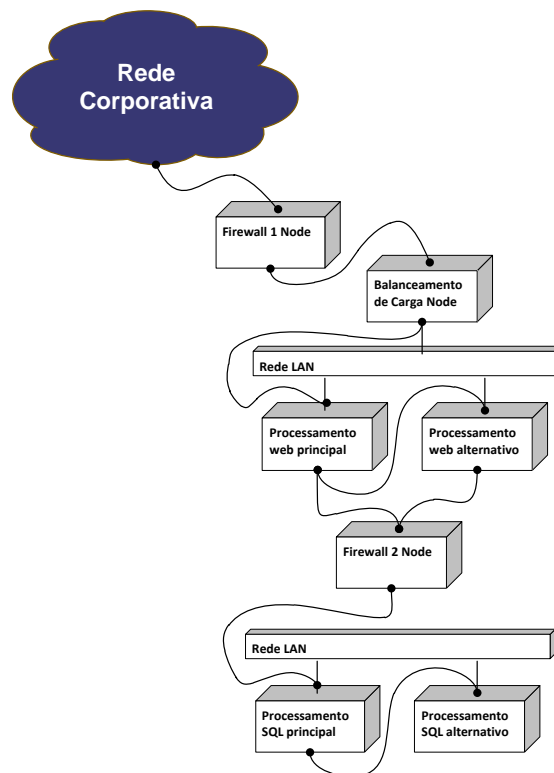 Rede
Corporativa
Firewall 1 Node
Balanceamento
de Carga Node
Rede LAN
Processamento
web principal
Processamento
web alternativo
Firewall 2 Node
Rede LAN
Processamento
SQL principal
Processamento
SQL alternativo